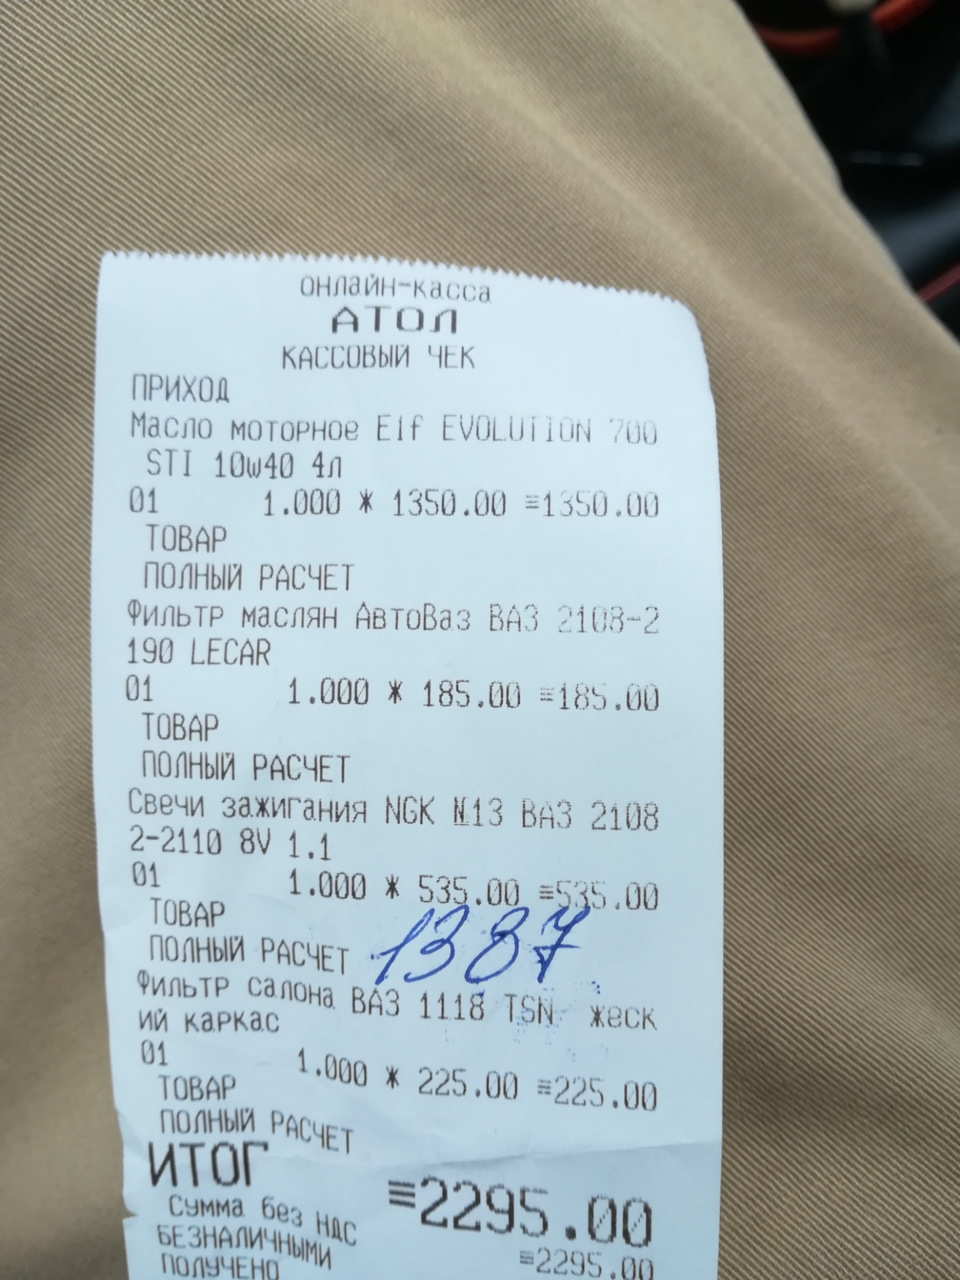 ОНЛАЙН-КАССА
АТОЛ
КАССОВЫЙ ЧЕК
ПРИХОД
Масло моторное Elf EVOLUTION 700
STI 10w40 4л
01 1.000 * 1350.00 ≡1350.00
ТОВАР
ПОЛНЫЙ РАСЧЕТ
Фильтр маслян АвтоВаз ВАЗ 2108-2
190 LECAR
01 1.000 * 185.00 ≡185.00
ТОВАР
ПОЛНЫЙ РАСЧЕТ
Свечи зажигания NGK №13 ВАЗ 2108
2-2110 8V 1.1
01 1.000 * 535.00 ≡535.00
ТОВАР
ПОЛНЫЙ РАСЧЕТ 1387
Фильтр салона ВАЗ 1118 TSN жеск
ий каркас
01 1.000 * 225.00 ≡225.00
ТОВАР
ПОЛНЫЙ РАСЧЕТ
ИТОГ ≡2295.00
Сумма без НДС ≡2295.00
БЕЗНАЛИЧНЫМИ
ПОЛУЧЕНО